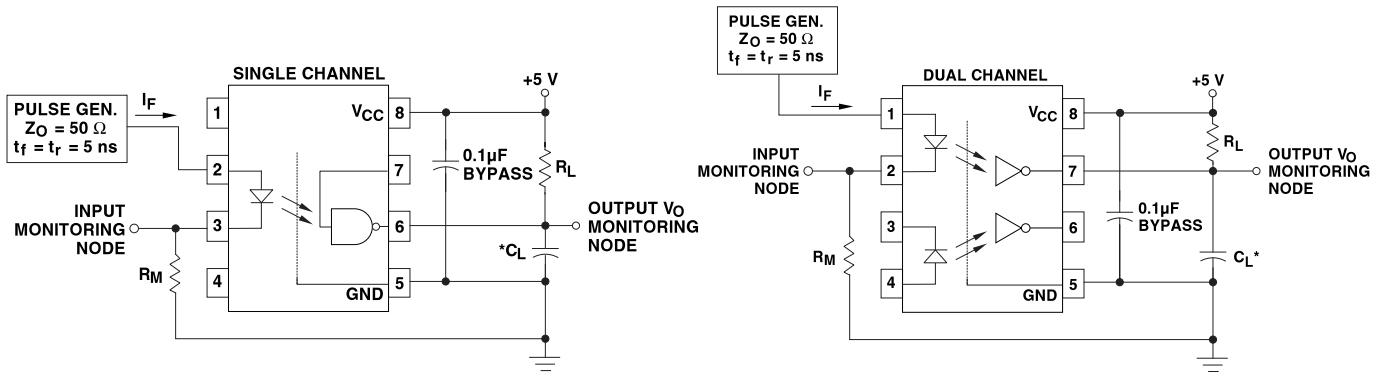 SINGLE CHANNEL
PULSE GEN.
ZO = 50 Ω
tf = tr = 5 ns
IF
1
2
3
4
VCC
8
7
6
5
GND
+5 V
0.1µF
BYPASS
RL
INPUT
MONITORING
NODE
RM
OUTPUT VO
MONITORING
NODE
*CL
PULSE GEN.
ZO = 50 Ω
tf = tr = 5 ns
DUAL CHANNEL
IF
1
2
3
4
VCC
8
7
6
5
GND
+5 V
RL
INPUT
MONITORING
NODE
RM
OUTPUT VO
MONITORING
NODE
0.1µF
BYPASS
CL*